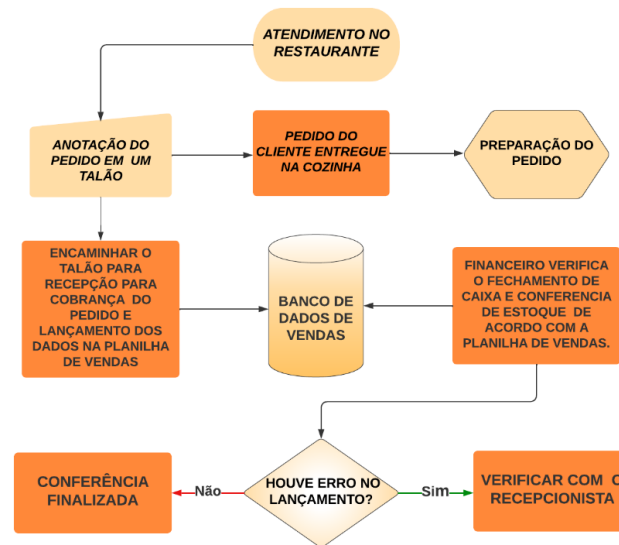 ATENDIMENTO NO
RESTAURANTE
ANOTAÇÃO DO
PEDIDO EM UM
TALÃO
PEDIDO DO
CLIENTE ENTREGUE
NA COZINHA
PREPARAÇÃO DO
PEDIDO
ENCAMINHAR O
TALÃO PARA
RECEPÇÃO PARA
COBRANÇA DO
PEDIDO E
LANÇAMENTO DOS
DADOS NA PLANILHA
DE VENDAS
BANCO DE
DADOS DE
VENDAS
FINANCEIRO VERIFICA
O FECHAMENTO DE
CAIXA E CONFERENCIA
DE ESTOQUE DE
ACORDO COM A
PLANILHA DE VENDAS.
CONFERÊNCIA
FINALIZADA
Não
HOUVE ERRO NO
LANÇAMENTO?
Sim
VERIFICAR COM
RECEPCIONISTA